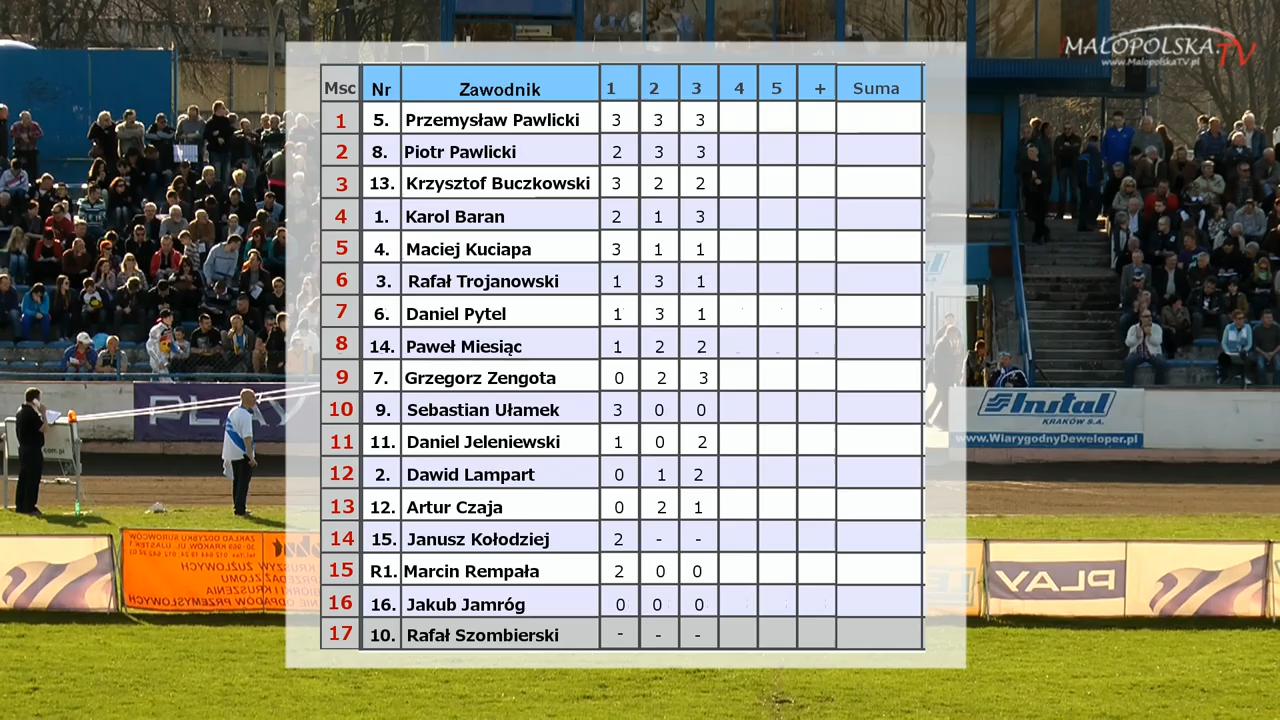 MAŁOPOLSKA TV
www.MalopolskaTV.pl
Msc Nr Zawodnik 1 2 3 4 5 + Suma
1 5. Przemysław Pawlicki 3 3 3
2 8. Piotr Pawlicki 2 3 3
3 13. Krzysztof Buczkowski 3 2 2
4 1. Karol Baran 2 1 3
5 4. Maciej Kuciapa 3 1 1
6 3. Rafał Trojanowski 1 3 1
7 6. Daniel Pytel 1 3 1
8 14. Paweł Miesiąc 1 2 2
9 7. Grzegorz Zengota 0 2 3
10 9. Sebastian Ułamek 3 0 0
11 11. Daniel Jeleniewski 1 0 2
12 2. Dawid Lampart 0 1 2
13 12. Artur Czaja 0 2 1
14 15. Janusz Kołodziej 2 - -
15 R1. Marcin Rempała 2 0 0
16 16. Jakub Jamróg 0 0 0
17 10. Rafał Szombierski - - -
PLAY
Instal
KRAKÓW S.A.
www.WiarygodnyDeweloper.pl
ZAKŁAD ODZYSKU SUROWCÓW
PLAY